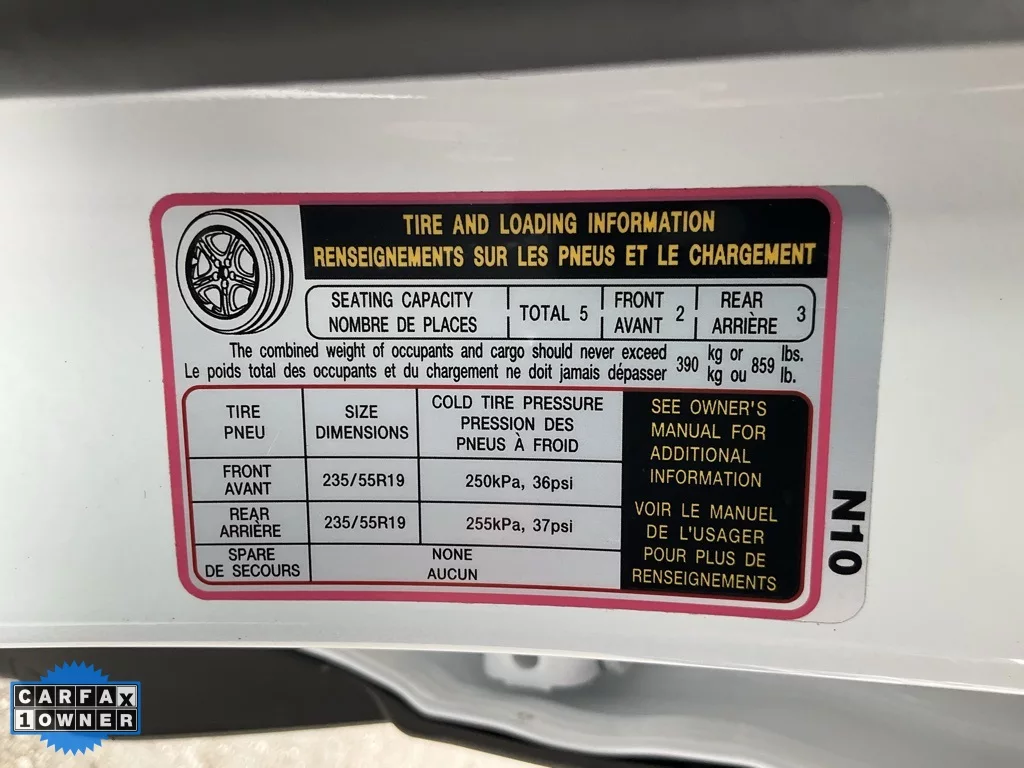 TIRE AND LOADING INFORMATION
RENSEIGNEMENTS SUR LES PNEUS ET LE CHARGEMENT
SEATING CAPACITY
NOMBRE DE PLACES
TOTAL 5
FRONT
AVANT
2
REAR
ARRIÈRE
3
The combined weight of occupants and cargo should never exceed
Le poids total des occupants et du chargement ne doit jamais dépasser
390
kg or
kg ou
859
lbs.
lb.
TIRE
PNEU
SIZE
DIMENSIONS
COLD TIRE PRESSURE
PRESSION DES
PNEUS À FROID
FRONT
AVANT
235/55R19
250kPa, 36psi
REAR
ARRIÈRE
235/55R19
255kPa, 37psi
SPARE
DE SECOURS
NONE
AUCUN
SEE OWNER'S
MANUAL FOR
ADDITIONAL
INFORMATION
VOIR LE MANUEL
DE L'USAGER
POUR PLUS DE
RENSEIGNEMENTS
N10
CARFAX
1 OWNER